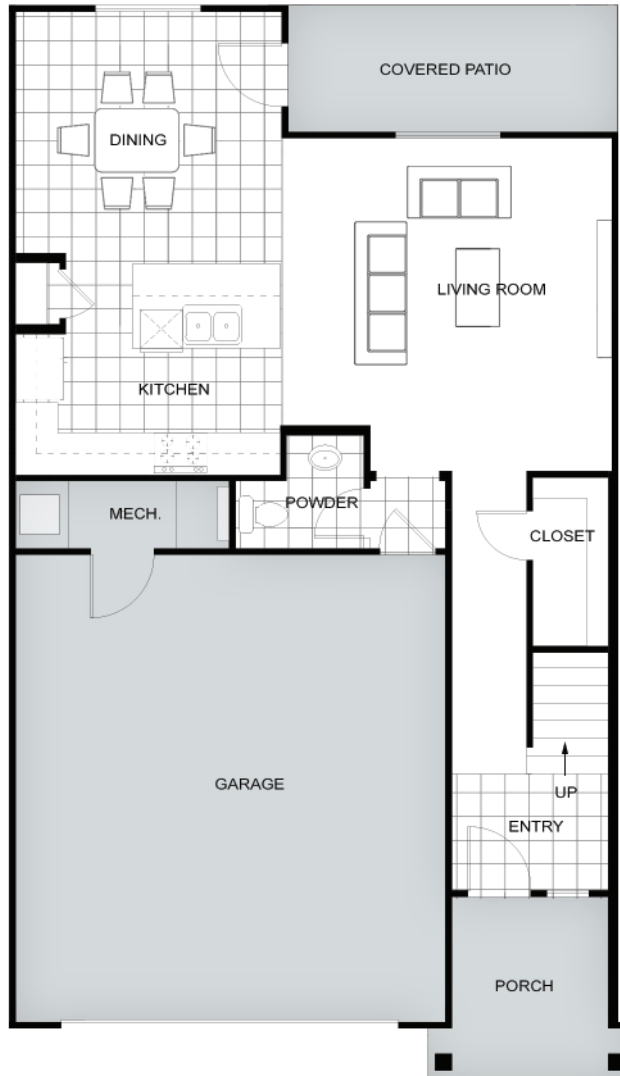 COVERED PATIO
DINING
LIVING ROOM
KITCHEN
POWDER
MECH.
CLOSET
GARAGE
UP
ENTRY
PORCH